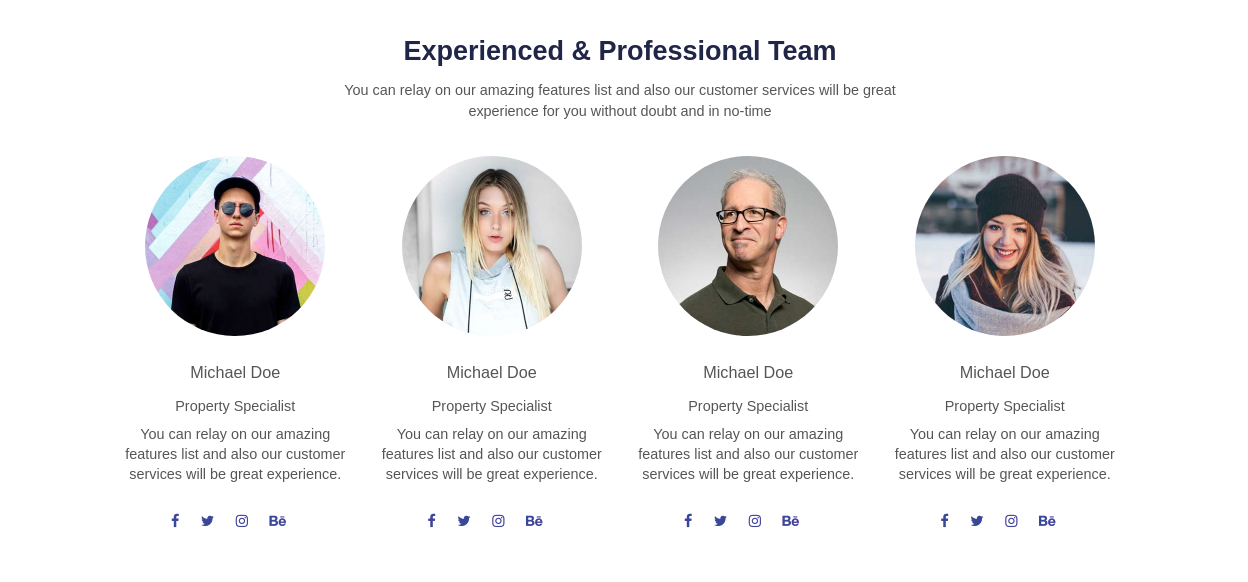 Experienced & Professional Team
You can relay on our amazing features list and also our customer services will be great
experience for you without doubt and in no-time
Michael Doe
Property Specialist
You can relay on our amazing
features list and also our customer
services will be great experience.
Michael Doe
Property Specialist
You can relay on our amazing
features list and also our customer
services will be great experience.
Michael Doe
Property Specialist
You can relay on our amazing
features list and also our customer
services will be great experience.
Michael Doe
Property Specialist
You can relay on our amazing
features list and also our customer
services will be great experience.